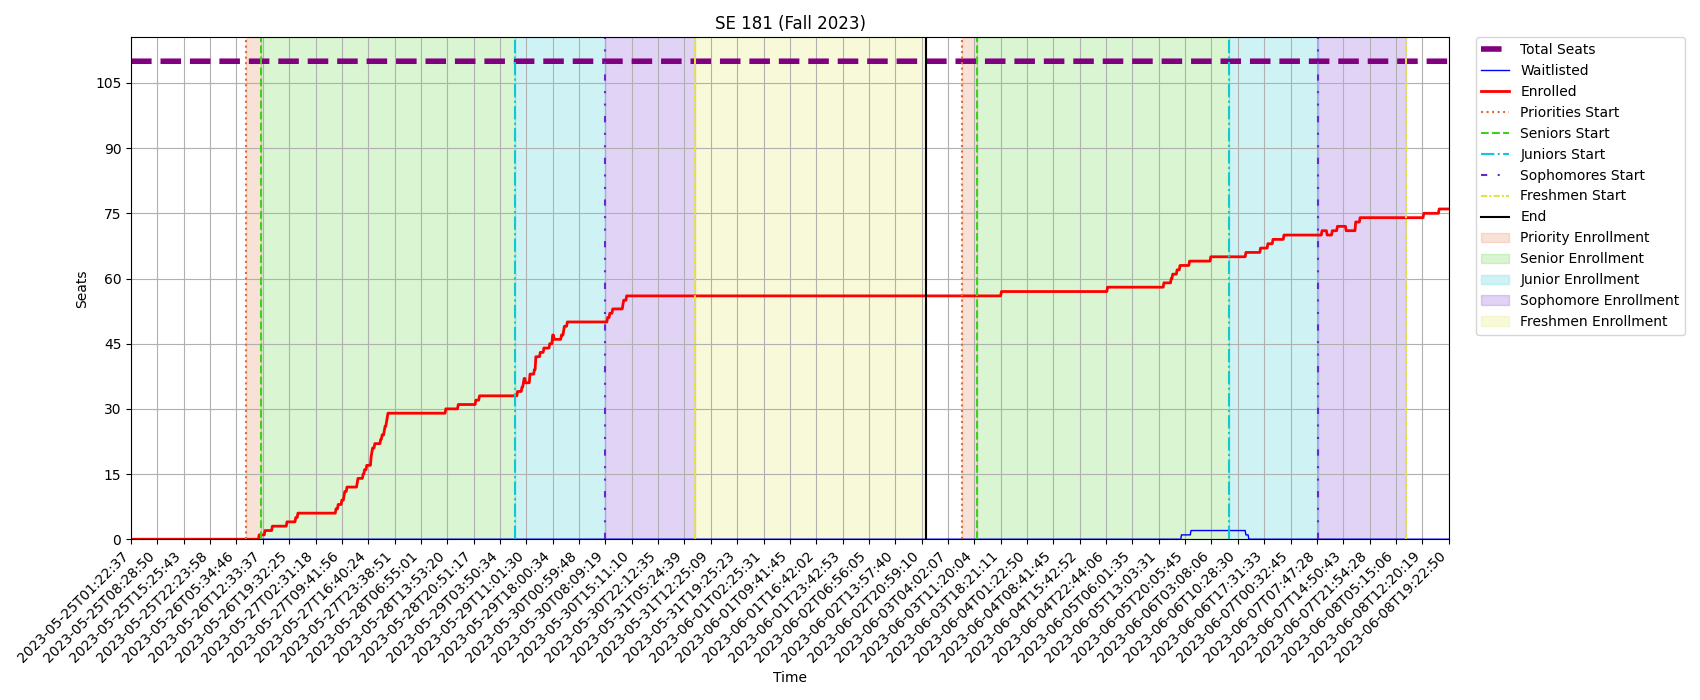 SE 181 (Fall 2023)
Seats
105
90
75
60
45
30
15
0
2023-05-25T01:22:37
2023-05-25T08:28:50
2023-05-25T15:25:43
2023-05-25T22:23:58
2023-05-26T05:34:46
2023-05-26T12:33:37
2023-05-26T19:32:25
2023-05-27T02:31:18
2023-05-27T09:41:56
2023-05-27T16:40:24
2023-05-27T23:38:51
2023-05-28T06:55:01
2023-05-28T13:53:20
2023-05-28T20:51:17
2023-05-29T03:50:34
2023-05-29T11:01:30
2023-05-29T18:00:34
2023-05-30T00:59:48
2023-05-30T08:09:19
2023-05-30T15:11:10
2023-05-30T22:12:35
2023-05-31T05:24:39
2023-05-31T12:25:09
2023-05-31T19:25:23
2023-06-01T02:25:31
2023-06-01T09:41:45
2023-06-01T16:42:02
2023-06-01T23:42:53
2023-06-02T06:56:05
2023-06-02T13:57:40
2023-06-02T20:59:10
2023-06-03T04:02:07
2023-06-03T11:20:04
2023-06-03T18:21:11
2023-06-04T01:22:50
2023-06-04T08:41:45
2023-06-04T15:42:52
2023-06-04T22:44:06
2023-06-05T06:01:35
2023-06-05T13:03:31
2023-06-05T20:05:45
2023-06-06T03:08:06
2023-06-06T10:28:30
2023-06-06T17:31:33
2023-06-07T00:32:45
2023-06-07T07:47:28
2023-06-07T14:50:43
2023-06-07T21:54:28
2023-06-08T05:15:06
2023-06-08T12:20:19
2023-06-08T19:22:50
Time
Total Seats
Waitlisted
Enrolled
Priorities Start
Seniors Start
Juniors Start
Sophomores Start
Freshmen Start
End
Priority Enrollment
Senior Enrollment
Junior Enrollment
Sophomore Enrollment
Freshmen Enrollment